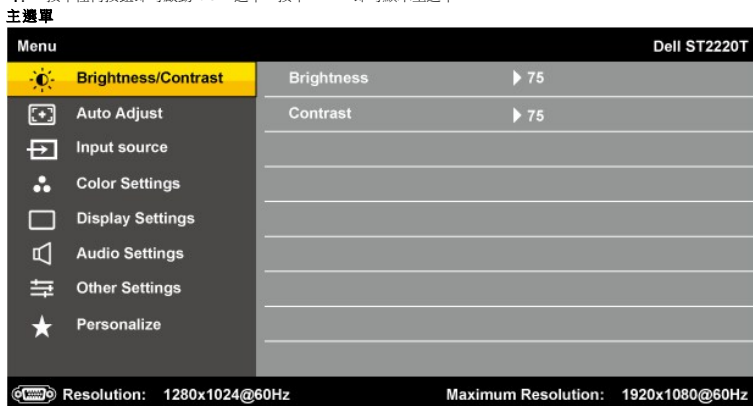 主選單
Menu Dell ST2220T
Brightness/Contrast Brightness 75
Auto Adjust Contrast 75
Input source
Color Settings
Display Settings
Audio Settings
Other Settings
Personalize
Resolution: 1280x1024@60Hz Maximum Resolution: 1920x1080@60Hz